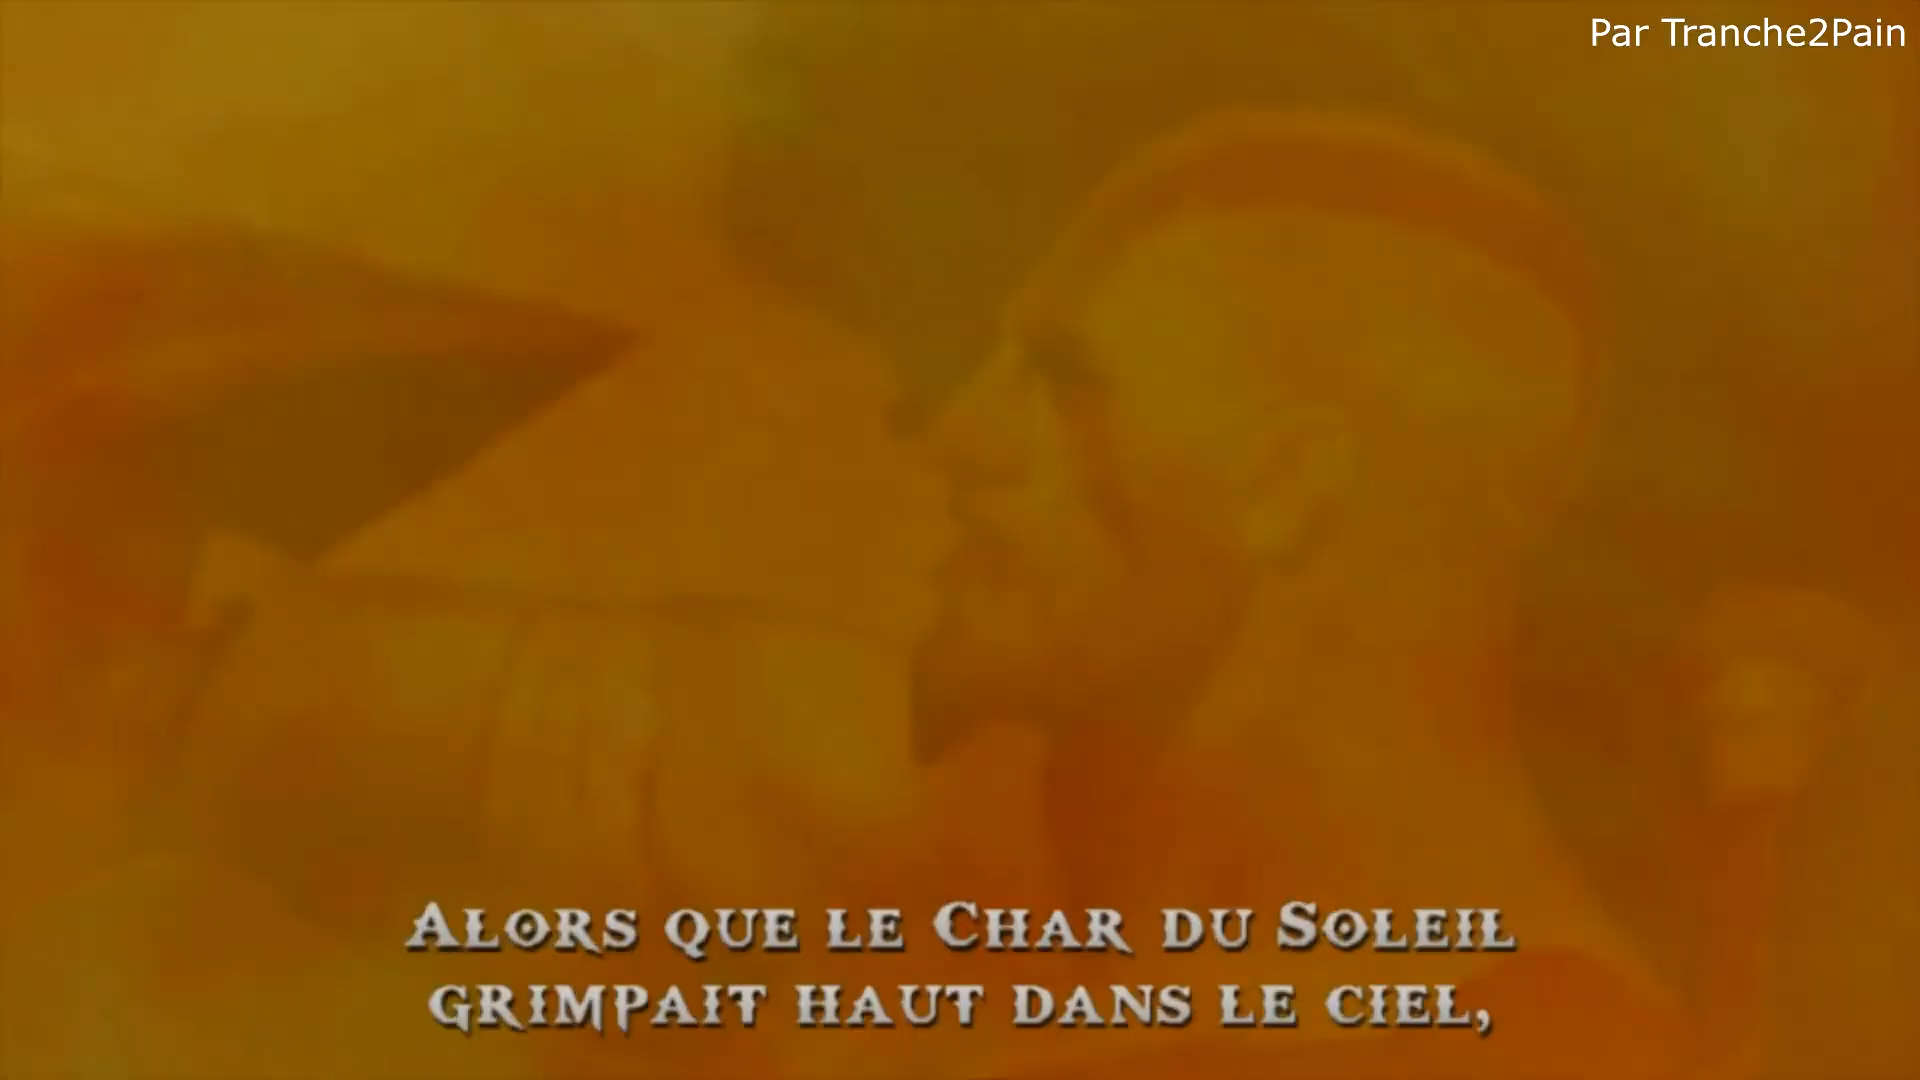 Par Tranche2Pain
Alors que le Char du Soleil
grimpait haut dans le ciel,